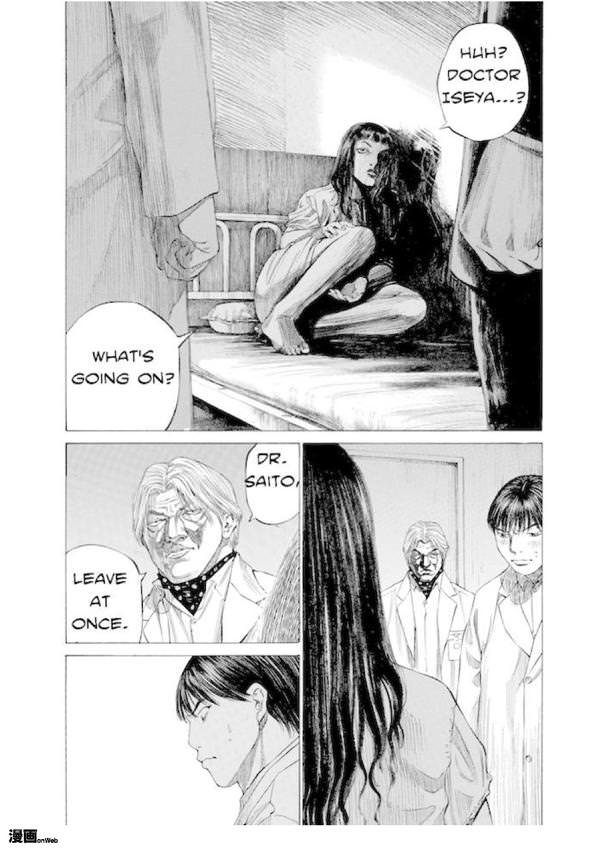 HUH?
DOCTOR
ISEYA...?
WHAT'S
GOING ON?
DR.
SAITO,
LEAVE
AT
ONCE.
漫画onWeb